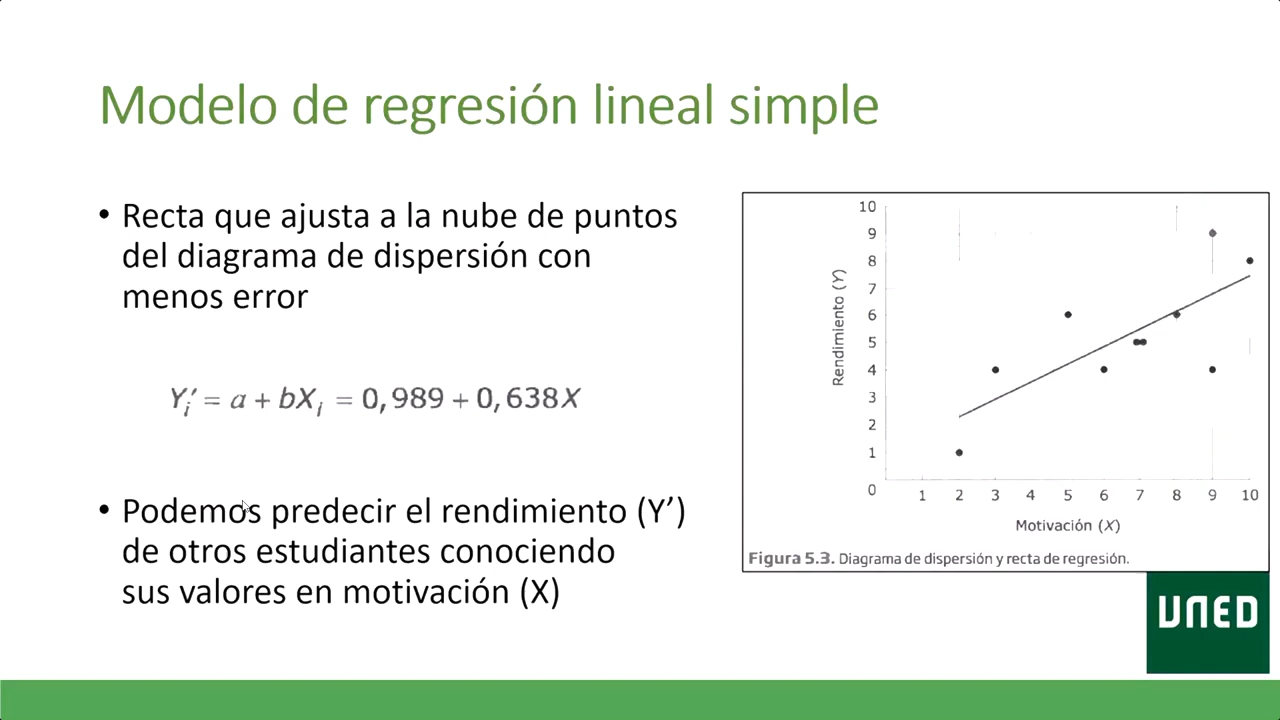 Modelo de regresión lineal simple
• Recta que ajusta a la nube de puntos
del diagrama de dispersión con
menos error
Y′i = a + bXi = 0,989 + 0,638X
• Podemos predecir el rendimiento (Y’)
de otros estudiantes conociendo
sus valores en motivación (X)
Rendimiento (Y)
10
9
8
7
6
5
4
3
2
1
0
1 2 3 4 5 6 7 8 9 10
Motivación (X)
Figura 5.3. Diagrama de dispersión y recta de regresión.
UNED